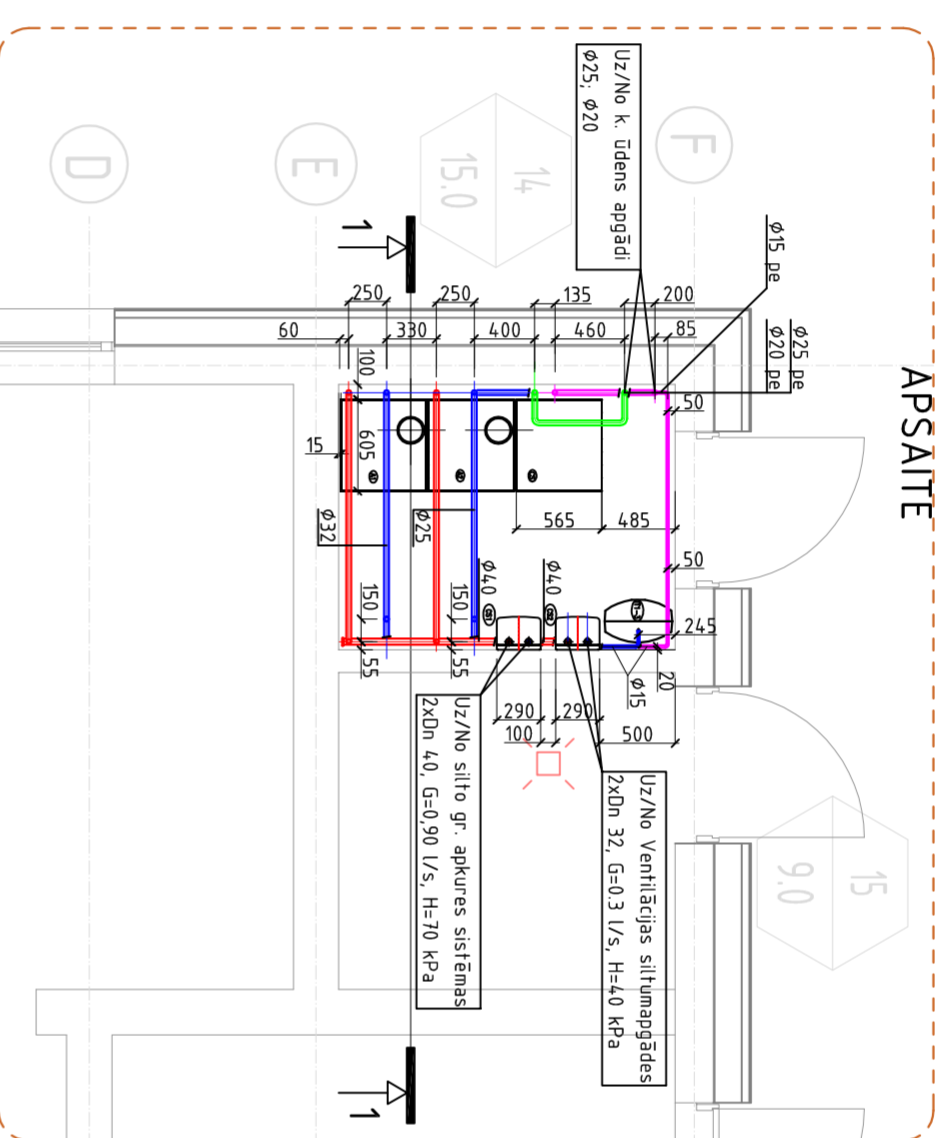 APSAITE
Uz/No k. ūdens apgādi
Ø25; Ø20
Ø15 pe
Ø25 pe
Ø20 pe
F
E
D
14
15.0
15
9.0
1
1
250
250
135
200
60
330
400
460
85
100
50
15
605
565
485
50
Ø32
Ø25
Ø40
Ø40
150
150
245
55
55
20
Ø15
290
290
100
500
Uz/No silto gr. apkures sistēmas
2xDn 40, G=0,90 l/s, H=70 kPa
Uz/No Ventilācijas siltumapgādes
2xDn 32, G=0.3 l/s, H=40 kPa